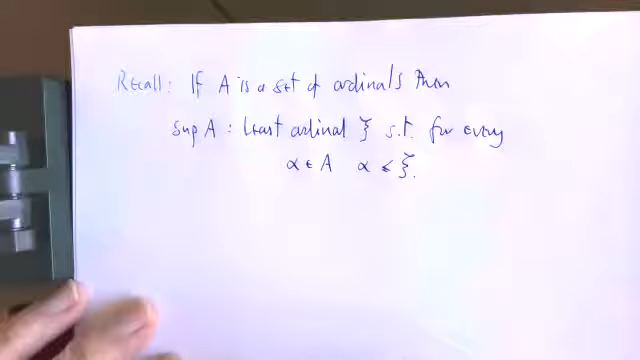 Recall: If A is a set of ordinals then
sup A : least ordinal ξ s.t. for every
α ∈ A α ≤ ξ.